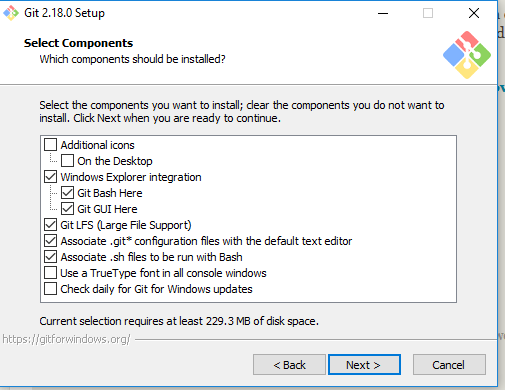 Git 2.18.0 Setup
Select Components
Which components should be installed?
Select the components you want to install; clear the components you do not want to
install. Click Next when you are ready to continue.
Additional icons
On the Desktop
Windows Explorer integration
Git Bash Here
Git GUI Here
Git LFS (Large File Support)
Associate .git* configuration files with the default text editor
Associate .sh files to be run with Bash
Use a TrueType font in all console windows
Check daily for Git for Windows updates
Current selection requires at least 229.3 MB of disk space.
https://gitforwindows.org/
< Back
Next >
Cancel